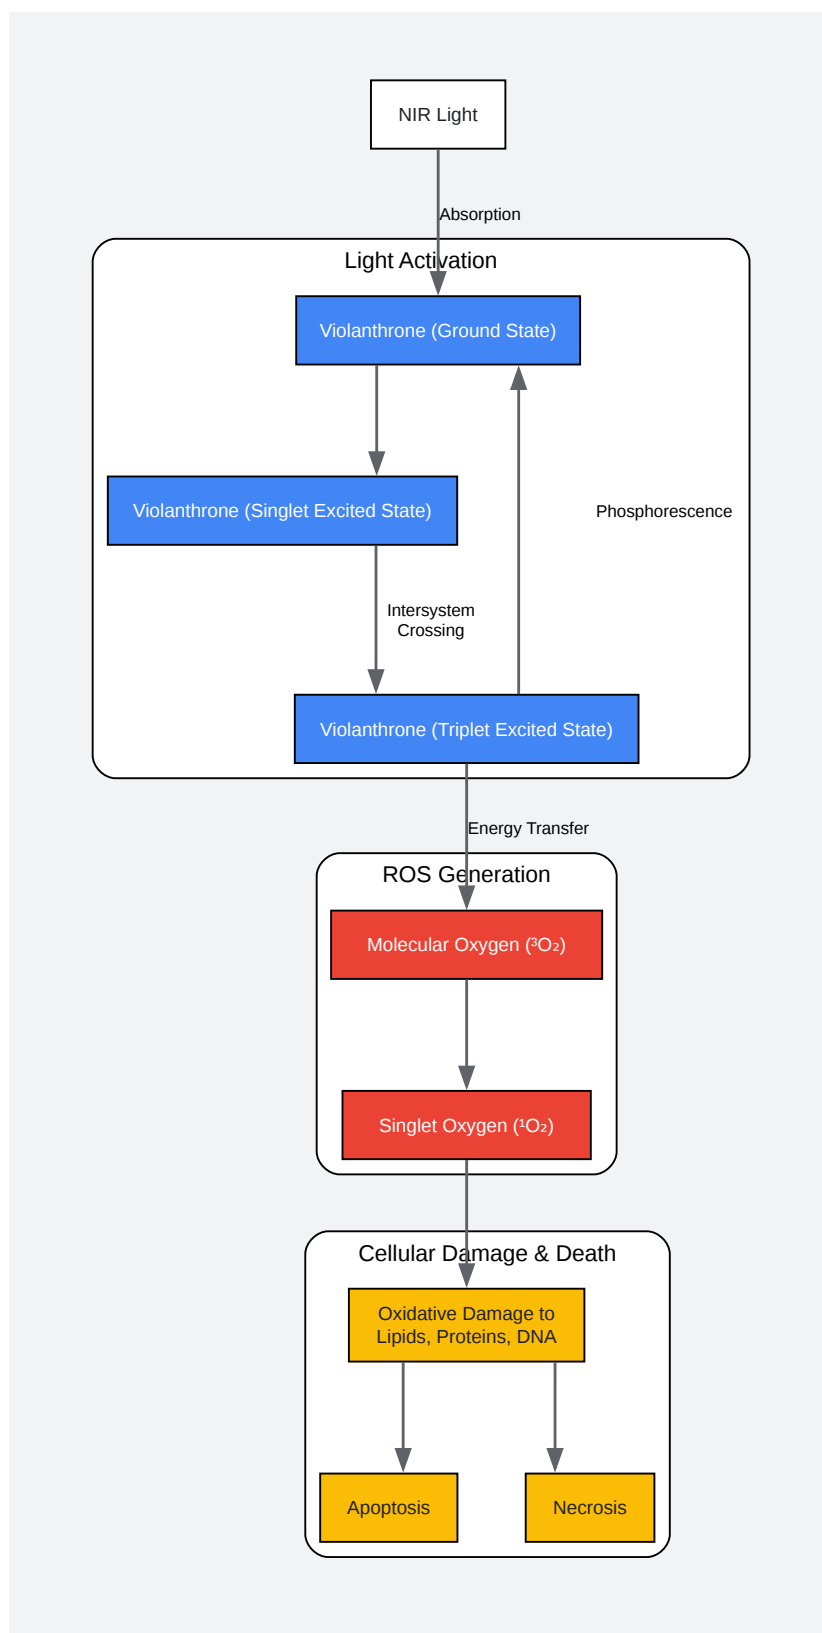 NIR Light
Absorption
Light Activation
Violanthrone (Ground State)
Violanthrone (Singlet Excited State)
Phosphorescence
Intersystem
Crossing
Violanthrone (Triplet Excited State)
Energy Transfer
ROS Generation
Molecular Oxygen (³O₂)
Singlet Oxygen (¹O₂)
Cellular Damage & Death
Oxidative Damage to
Lipids, Proteins, DNA
Apoptosis
Necrosis